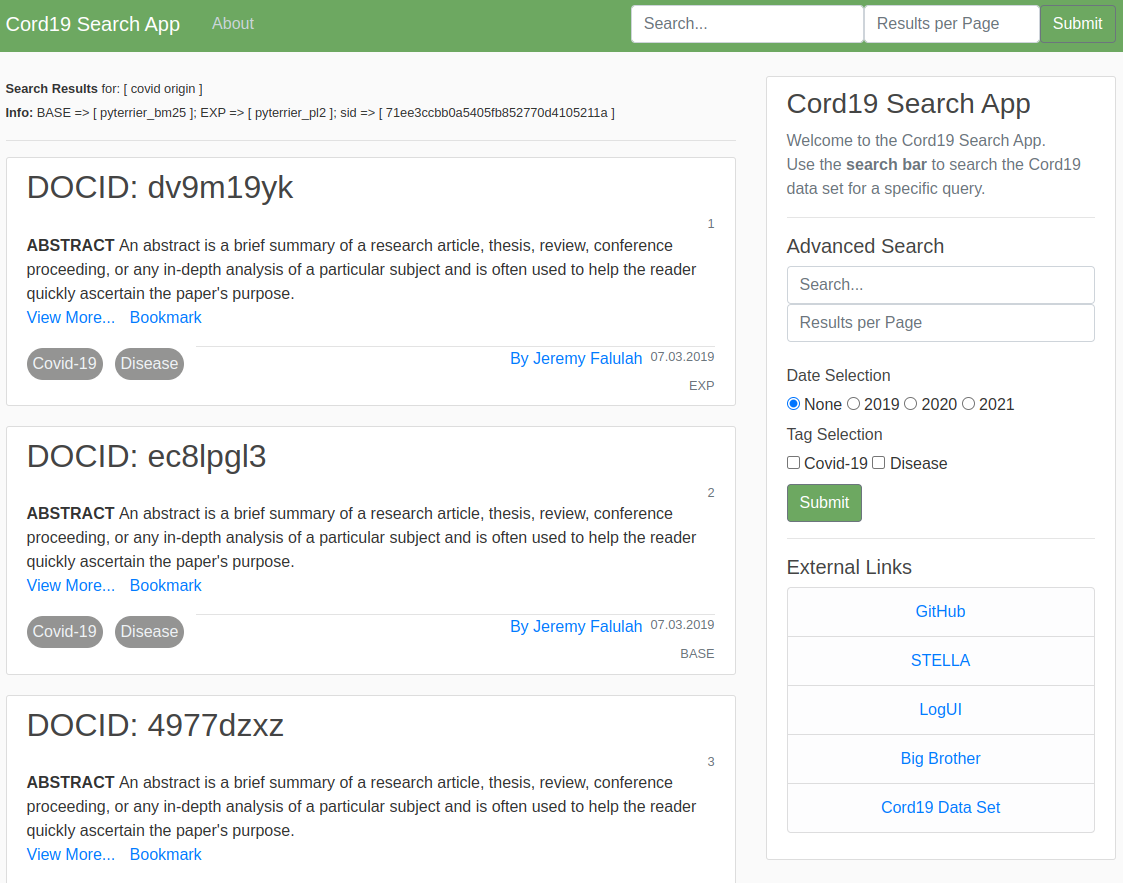 Cord19 Search App About Search... Results per Page Submit
Search Results for: [ covid origin ]
Info: BASE => [ pyterrier_bm25 ]; EXP => [ pyterrier_pl2 ]; sid => [ 71ee3ccbb0a5405fb852770d4105211a ]
DOCID: dv9m19yk
1
ABSTRACT An abstract is a brief summary of a research article, thesis, review, conference
proceeding, or any in-depth analysis of a particular subject and is often used to help the reader
quickly ascertain the paper's purpose.
View More... Bookmark
Covid-19 Disease By Jeremy Falulah 07.03.2019
EXP
DOCID: ec8lpgl3
2
ABSTRACT An abstract is a brief summary of a research article, thesis, review, conference
proceeding, or any in-depth analysis of a particular subject and is often used to help the reader
quickly ascertain the paper's purpose.
View More... Bookmark
Covid-19 Disease By Jeremy Falulah 07.03.2019
BASE
DOCID: 4977dzxz
3
ABSTRACT An abstract is a brief summary of a research article, thesis, review, conference
proceeding, or any in-depth analysis of a particular subject and is often used to help the reader
quickly ascertain the paper's purpose.
View More... Bookmark
Cord19 Search App
Welcome to the Cord19 Search App.
Use the search bar to search the Cord19
data set for a specific query.
Advanced Search
Search...
Results per Page
Date Selection
None 2019 2020 2021
Tag Selection
Covid-19 Disease
Submit
External Links
GitHub
STELLA
LogUI
Big Brother
Cord19 Data Set